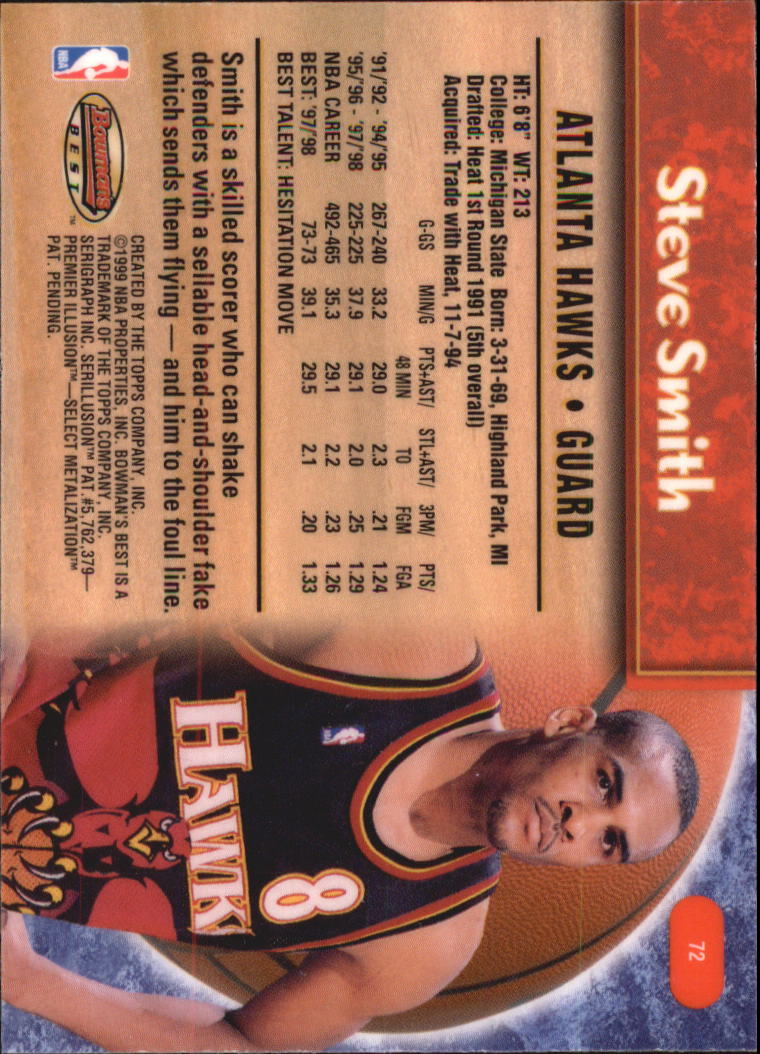 Steve Smith
72
ATLANTA HAWKS • GUARD
HT: 6'8" WT: 213
College: Michigan State Born: 3-31-69, Highland Park, MI
Drafted: Heat 1st Round 1991 (5th overall)
Acquired: Trade with Heat, 11-7-94
G-GS MIN/G PTS+AST/ 48 MIN STL+AST/ TO 3PM/ FGM PTS/ FGA
'91/'92 - '94/'95 267-240 33.2 29.0 2.3 .21 1.24
'95/'96 - '97/'98 225-225 37.9 29.1 2.0 .25 1.29
NBA CAREER 492-465 35.3 29.1 2.2 .23 1.26
BEST: '97/'98 73-73 39.1 29.5 2.1 .20 1.33
BEST TALENT: HESITATION MOVE
Smith is a skilled scorer who can shake
defenders with a sellable head-and-shoulder fake
which sends them flying — and him to the foul line.
NBA
Bowman's
BEST™
CREATED BY THE TOPPS COMPANY, INC.
©1999 NBA PROPERTIES, INC. BOWMAN'S BEST IS A
TRADEMARK OF THE TOPPS COMPANY, INC.
SERIGRAPH INC. SERILLUSION™ PAT.#5,762,379—
PREMIER ILLUSION™—SELECT METALIZATION™
PAT. PENDING.
HAWK
8